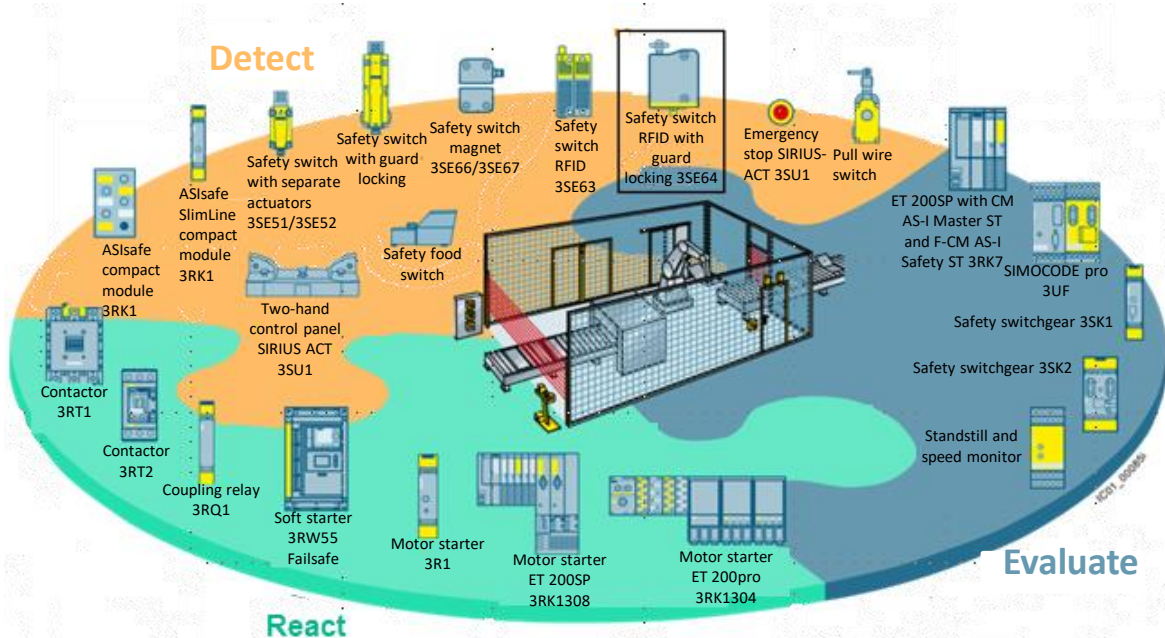 Detect
Safety switch
with guard
locking
Safety switch
magnet
3SE66/3SE67
Safety
switch
RFID
3SE63
Safety switch
RFID with
guard
locking 3SE64
Emergency
stop SIRIUS-
ACT 3SU1
Pull wire
switch
ASIsafe
SlimLine
compact
module
3RK1
Safety switch
with separate
actuators
3SE51/3SE52
ASIsafe
compact
module
3RK1
Safety food
switch
Two-hand
control panel
SIRIUS ACT
3SU1
ET 200SP with CM
AS-I Master ST
and F-CM AS-I
Safety ST 3RK7
SIMOCODE pro
3UF
Safety switchgear 3SK1
Safety switchgear 3SK2
Standstill and
speed monitor
IC01_00085i
Contactor
3RT1
Contactor
3RT2
Coupling relay
3RQ1
Soft starter
3RW55
Failsafe
Motor starter
3R1
Motor starter
ET 200SP
3RK1308
Motor starter
ET 200pro
3RK1304
Evaluate
React